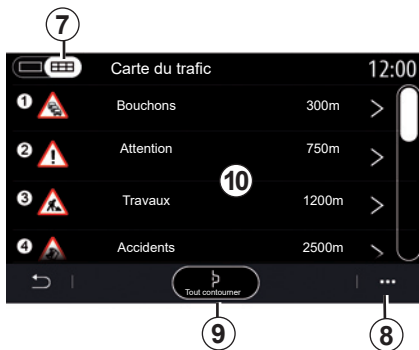 7
Carte du trafic 12:00
1 Bouchons 300m
2 Attention 750m
10
3 Travaux 1200m
4 Accidents 2500m
Tout contourner
9 8